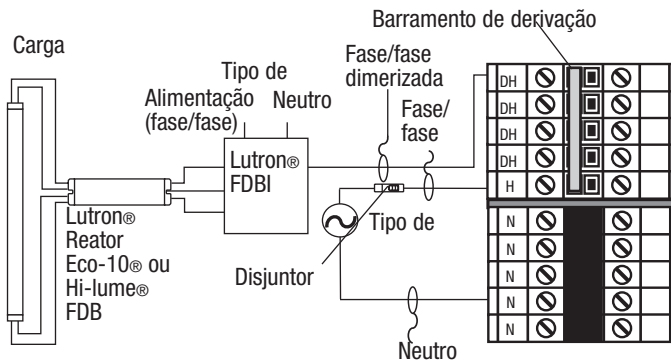 Barramento de derivação
Carga
Fase/fase
dimerizada
Tipo de
Alimentação Neutro
(fase/fase)
Fase/
fase
DH
DH
DH
DH
H
Lutron®
FDBI
Lutron®
Reator
Eco-10® ou
Hi-lume®
FDB
Tipo de
Disjuntor
N
N
N
N
N
Neutro